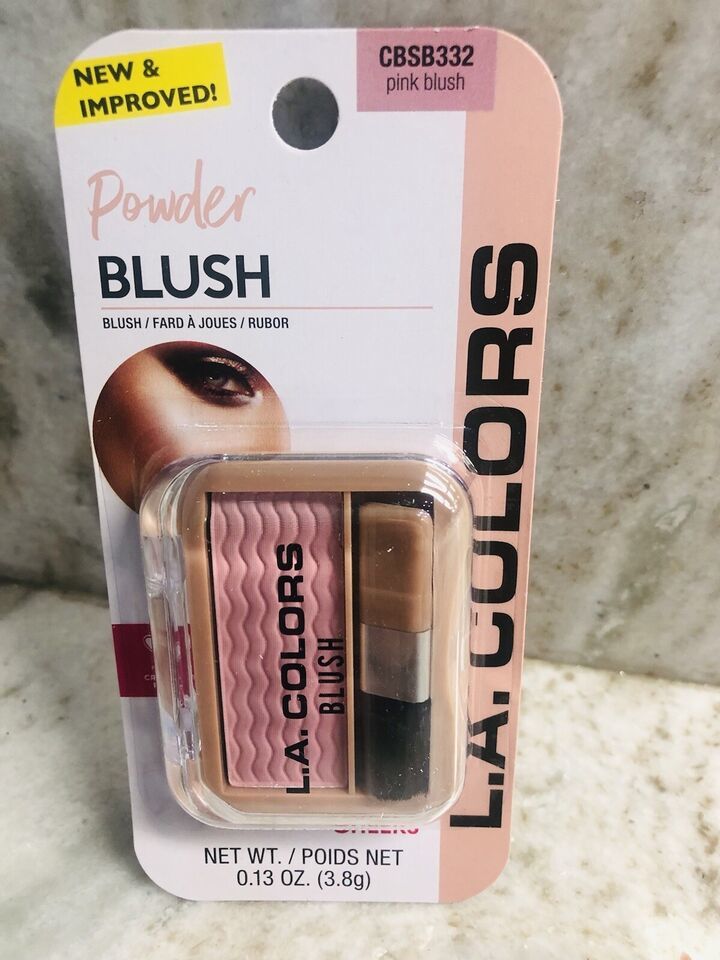 NEW &
IMPROVED!
CBSB332
pink blush
Powder
BLUSH
BLUSH / FARD À JOUES / RUBOR
L.A. COLORS
L.A. COLORS
BLUSH
NET WT. / POIDS NET
0.13 OZ. (3.8g)